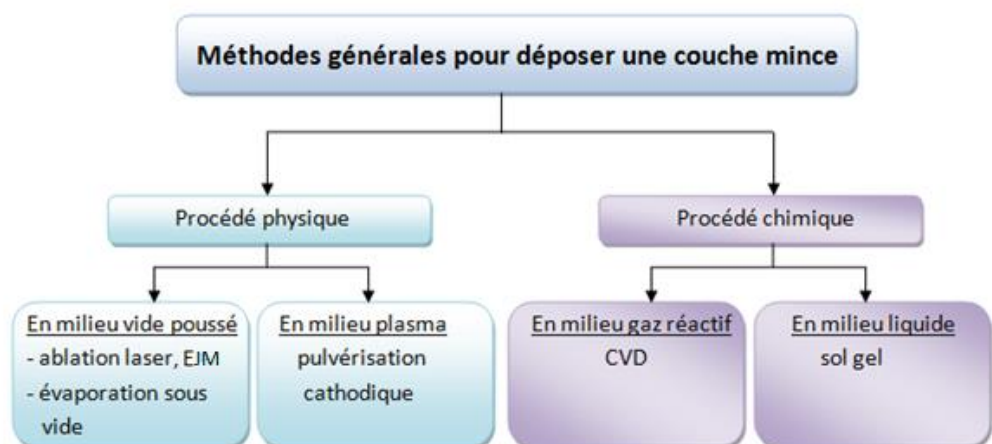 Méthodes générales pour déposer une couche mince
Procédé physique
Procédé chimique
En milieu vide poussé
- ablation laser, EJM
- évaporation sous
vide
En milieu plasma
pulvérisation
cathodique
En milieu gaz réactif
CVD
En milieu liquide
sol gel